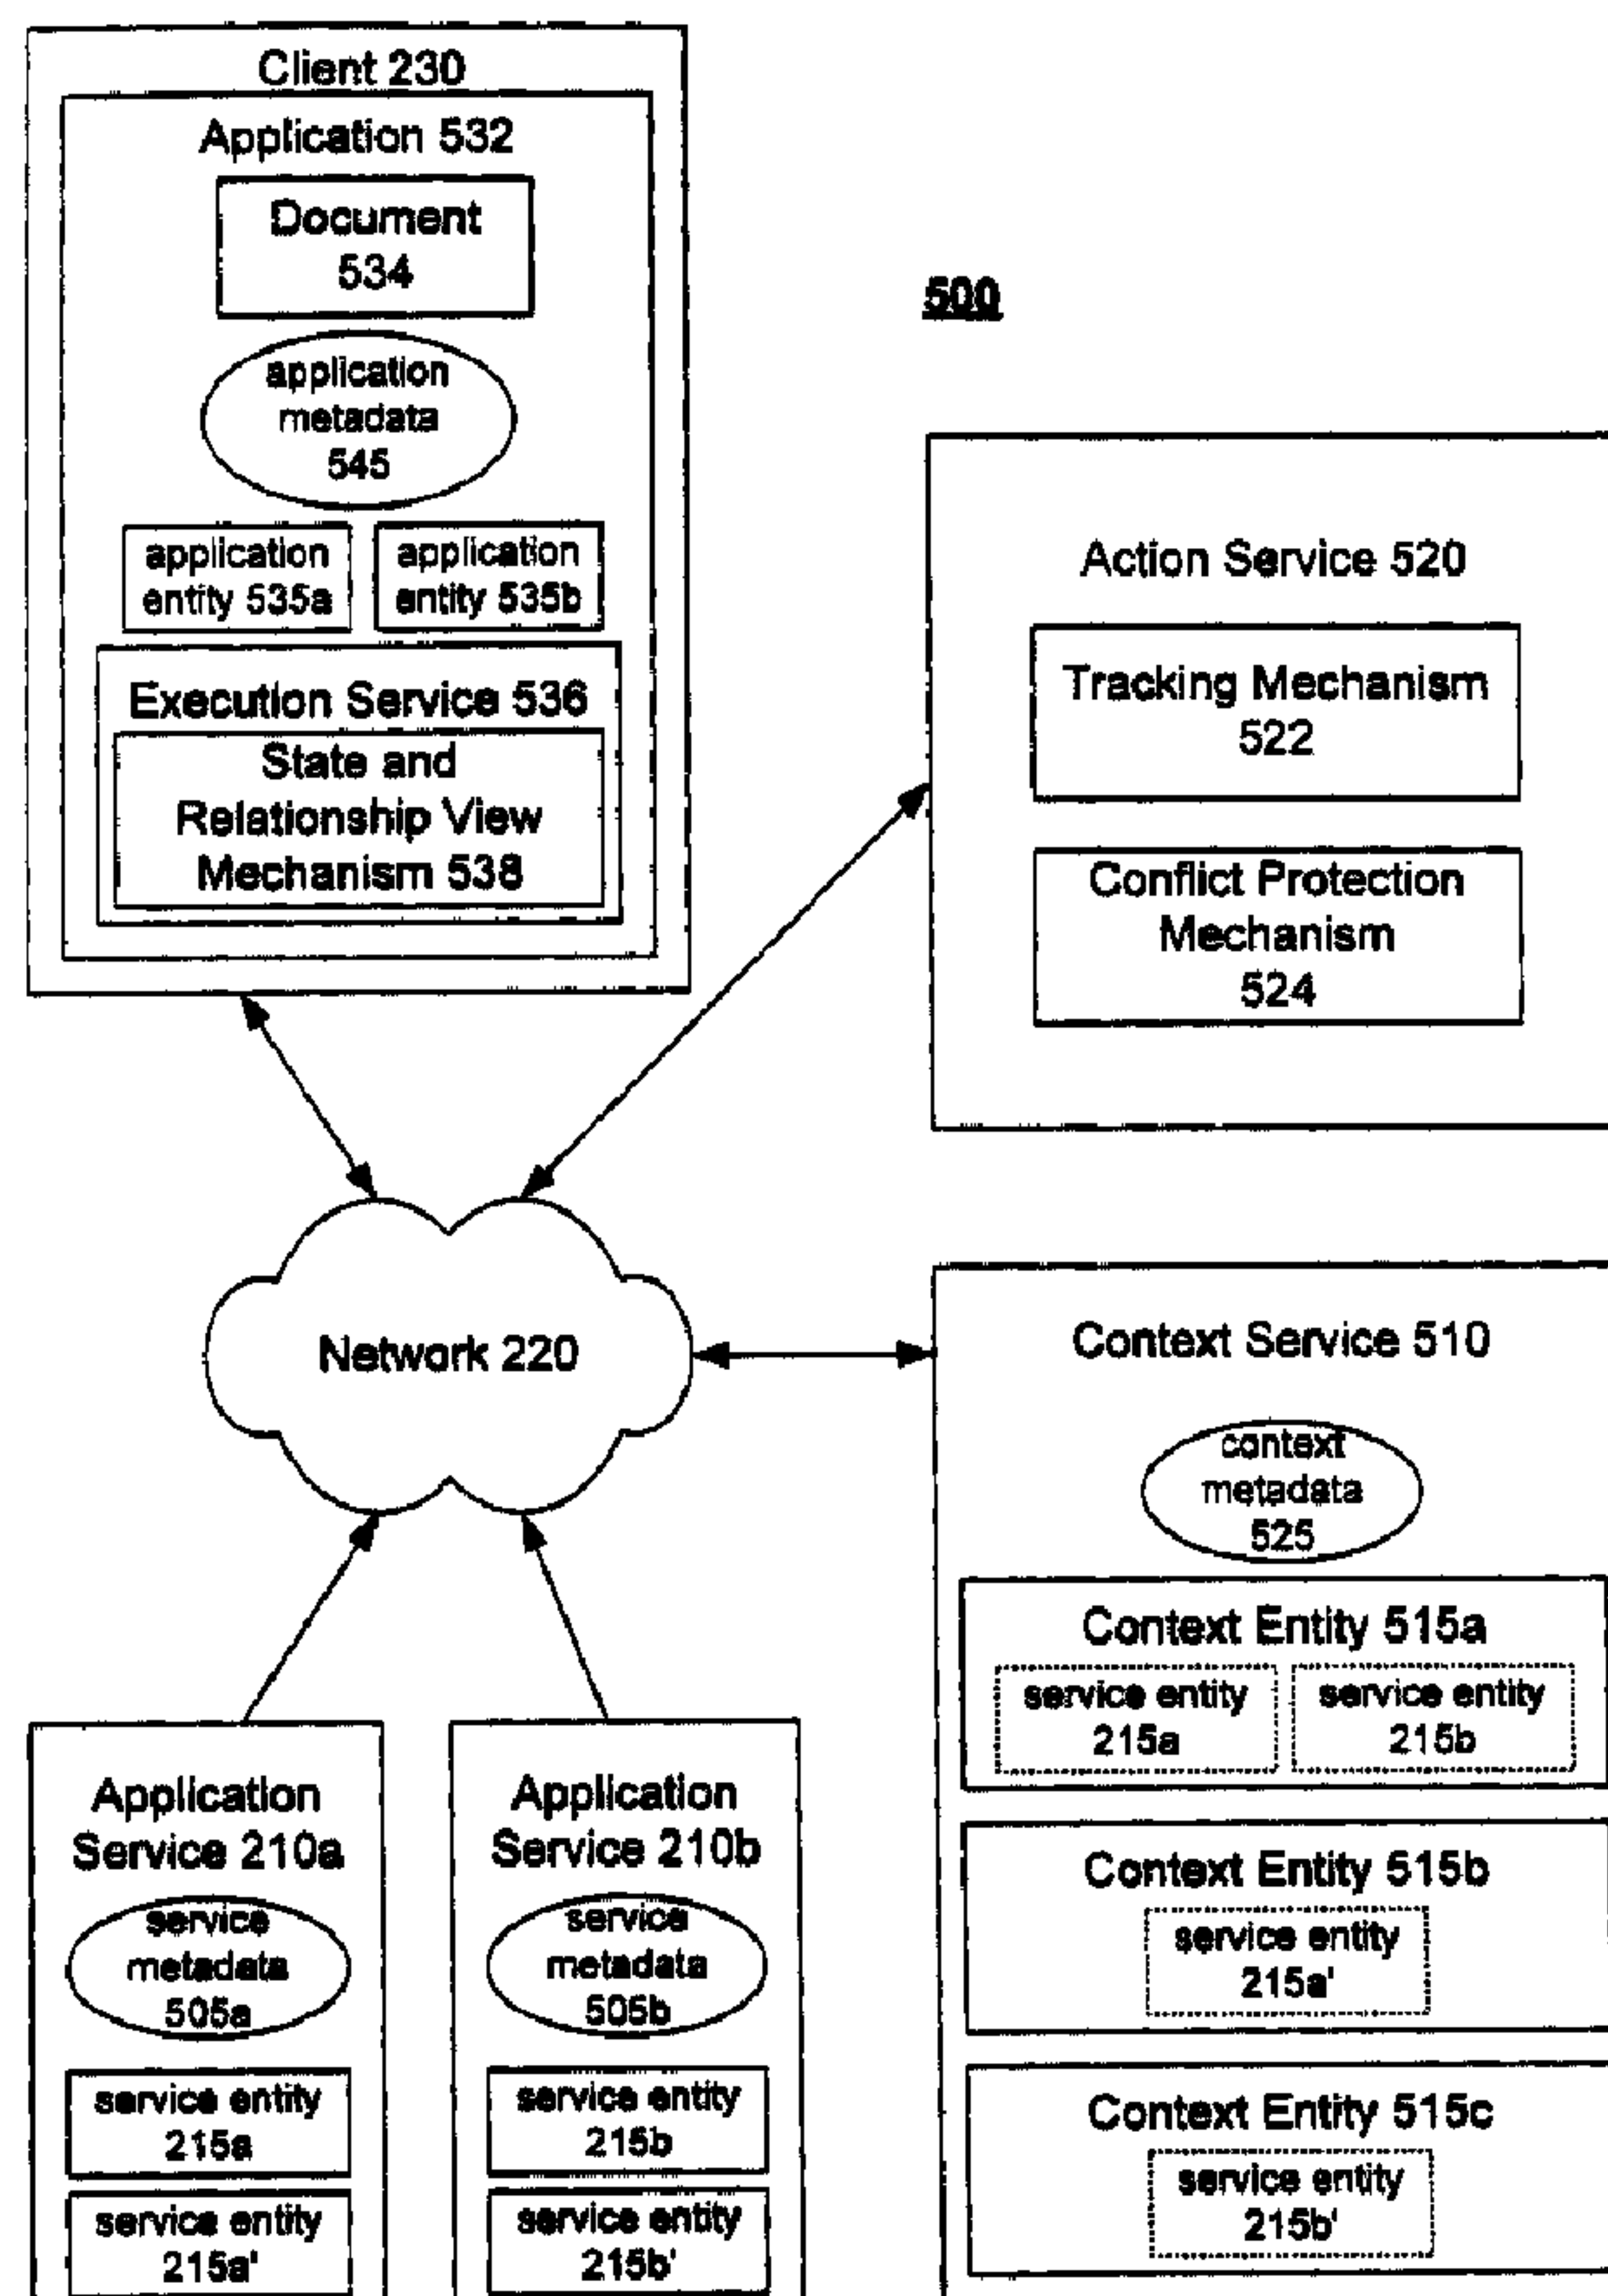 Client 230
Application 532
Document
534
application
metadata
545
application
entity 535a
application
entity 535b
Execution Service 536
State and
Relationship View
Mechanism 538
500
Action Service 520
Tracking Mechanism
522
Conflict Protection
Mechanism
524
Network 220
Context Service 510
context
metadata
525
Context Entity 515a
service entity
215a
service entity
215b
Context Entity 515b
service entity
215a'
Context Entity 515c
service entity
215b'
Application
Service 210a
service
metadata
505a
service entity
215a
service entity
215a'
Application
Service 210b
service
metadata
505b
service entity
215b
service entity
215b'